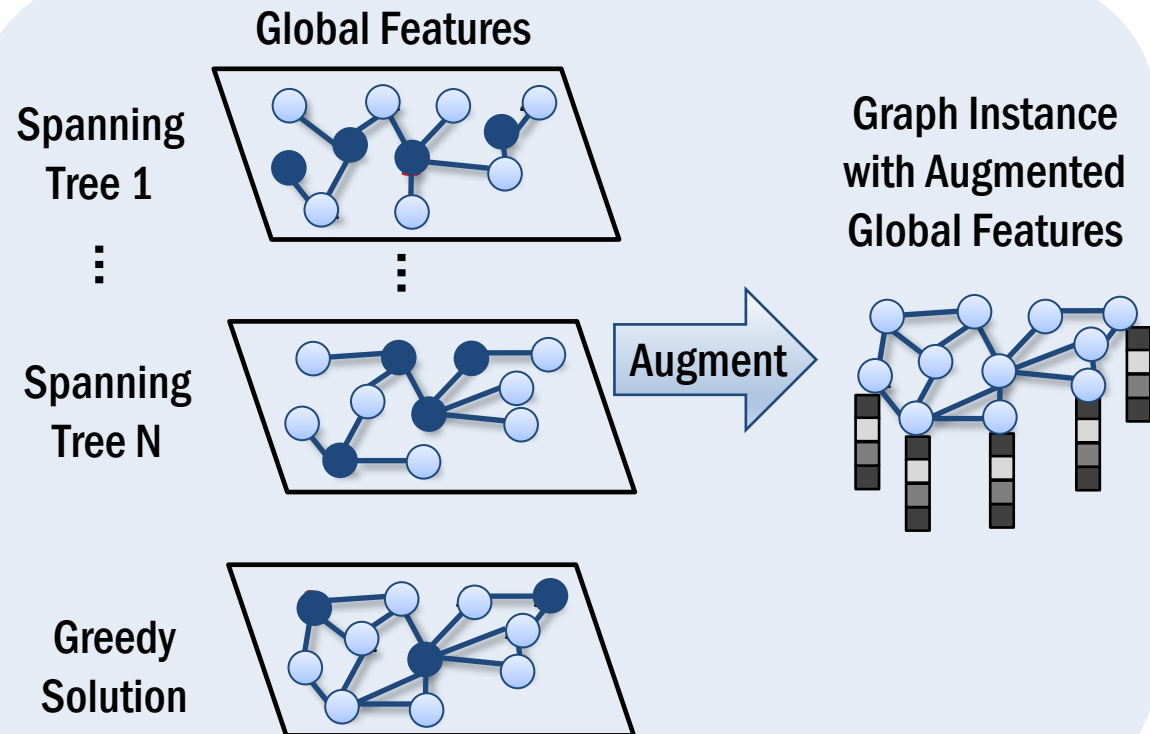 Global Features
Spanning
Tree 1
⋮
⋮
Spanning
Tree N
Greedy
Solution
Augment
Graph Instance
with Augmented
Global Features